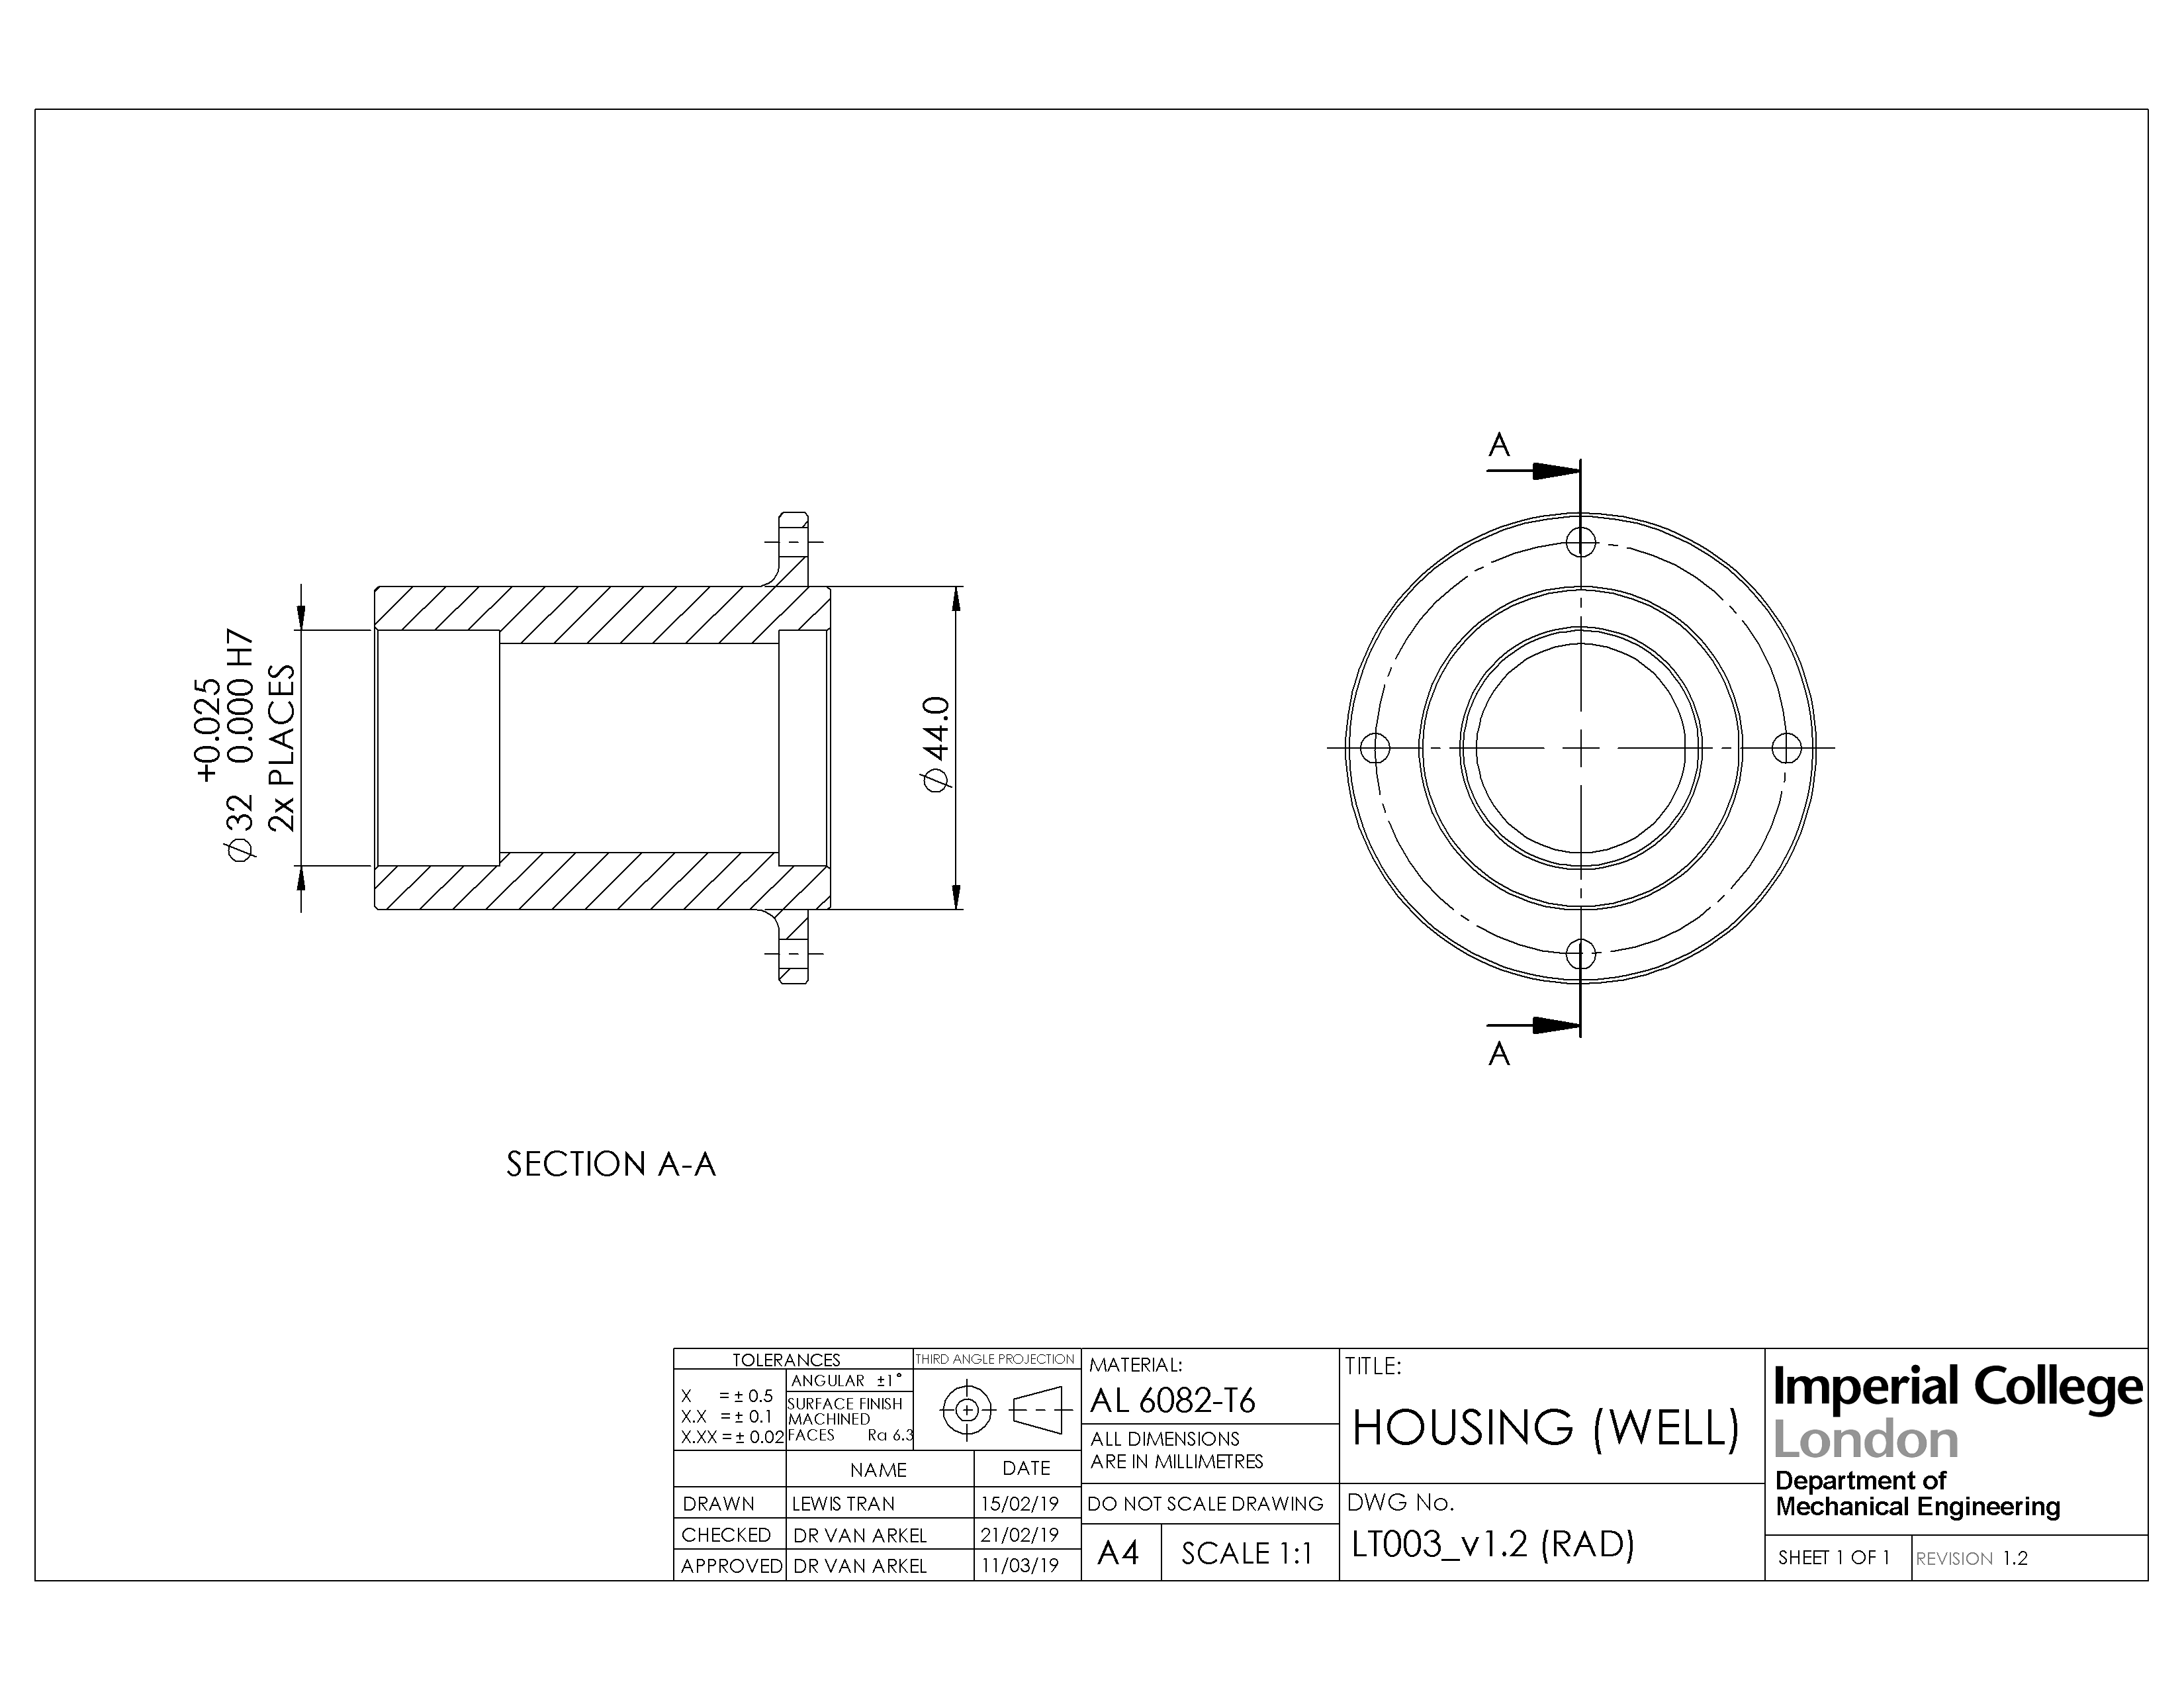 A
+0.025
⌀32 0.000 H7
2x PLACES
⌀44.0
A
SECTION A-A
TOLERANCES
X = ± 0.5
X.X = ± 0.1
X.XX = ± 0.02
ANGULAR ±1°
SURFACE FINISH
MACHINED
FACES Ra 6.3
THIRD ANGLE PROJECTION
NAME DATE
DRAWN LEWIS TRAN 15/02/19
CHECKED DR VAN ARKEL 21/02/19
APPROVED DR VAN ARKEL 11/03/19
MATERIAL:
AL 6082-T6
ALL DIMENSIONS
ARE IN MILLIMETRES
DO NOT SCALE DRAWING
A4 SCALE 1:1
TITLE:
HOUSING (WELL)
DWG No.
LT003_v1.2 (RAD)
Imperial College
London
Department of
Mechanical Engineering
SHEET 1 OF 1 REVISION 1.2